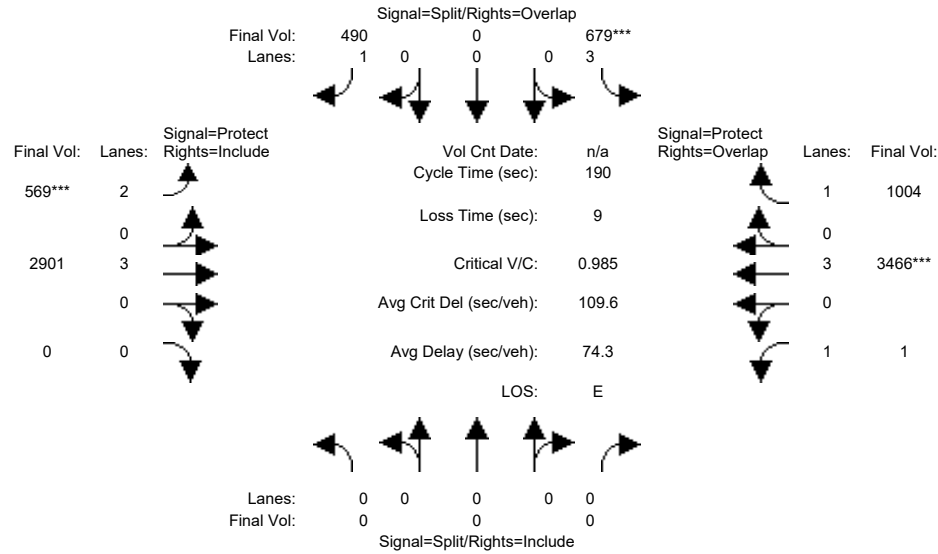 Signal=Split/Rights=Overlap
Final Vol: 490 0 679***
Lanes: 1 0 0 0 3
Signal=Protect
Final Vol: Lanes: Rights=Include
Vol Cnt Date: n/a
Signal=Protect
Rights=Overlap Lanes: Final Vol:
Cycle Time (sec): 190
569*** 2
1 1004
Loss Time (sec): 9
0
0
2901 3
Critical V/C: 0.985
3 3466***
0
Avg Crit Del (sec/veh): 109.6
0
0 0
Avg Delay (sec/veh): 74.3
1 1
LOS: E
Lanes: 0 0 0 0 0
Final Vol: 0 0 0
Signal=Split/Rights=Include